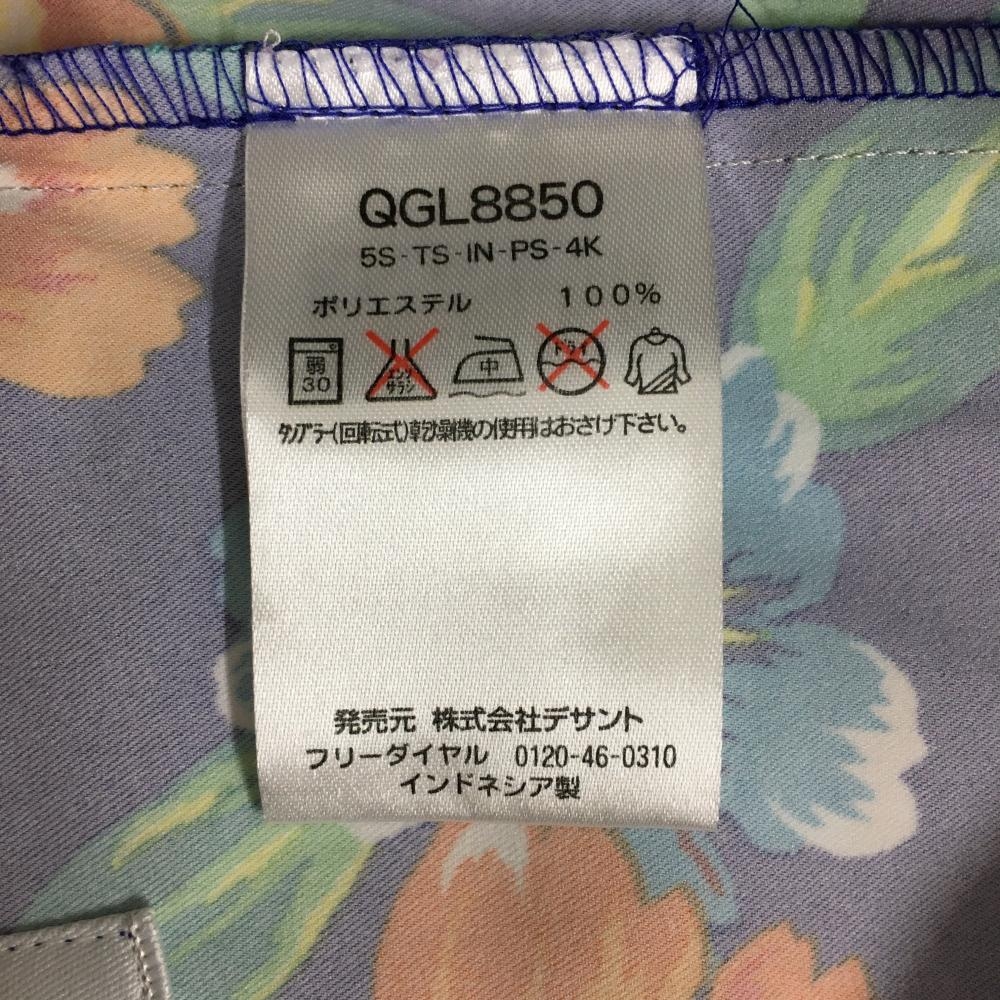 QGL8850
5S-TS-IN-PS-4K
ポリエステル 100%
弱
30
エンソ
サラシ
中
ドライ
タンブラー(回転式)乾燥機の使用はおさけ下さい。
発売元 株式会社デサント
フリーダイヤル 0120-46-0310
インドネシア製